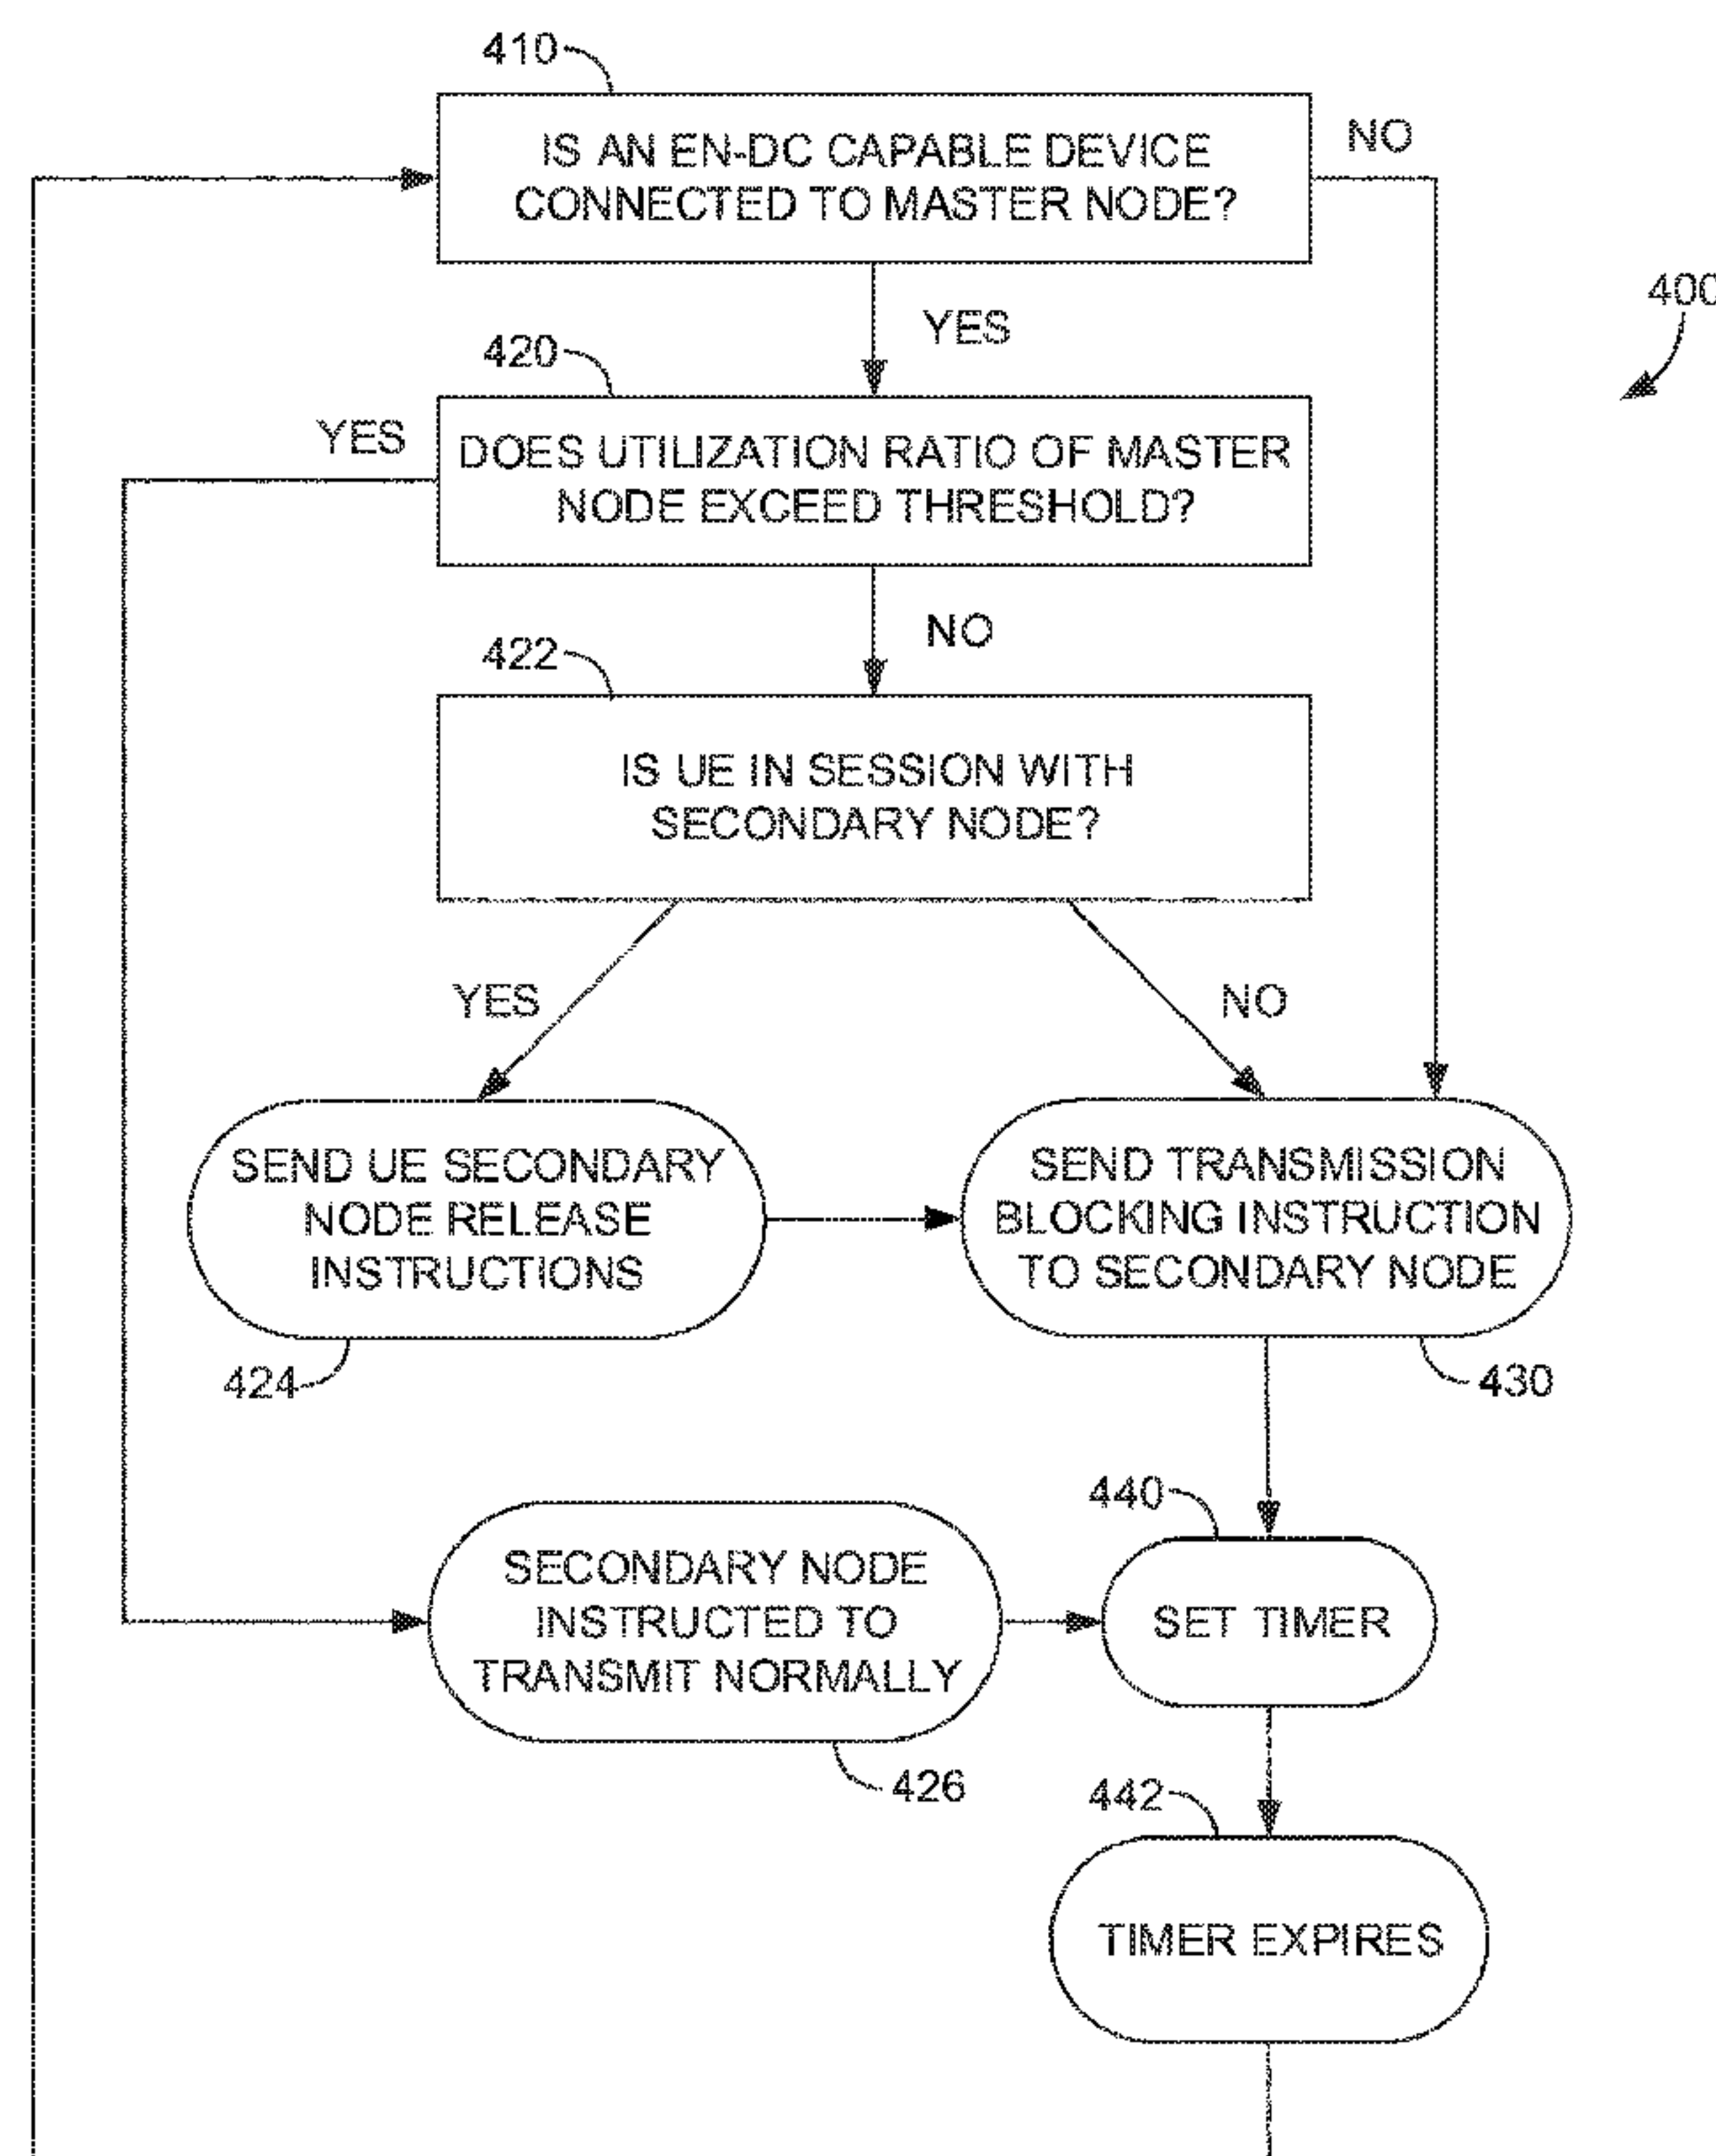 410
IS AN EN-DC CAPABLE DEVICE
CONNECTED TO MASTER NODE?
NO
400
YES
420
YES
DOES UTILIZATION RATIO OF MASTER
NODE EXCEED THRESHOLD?
NO
422
IS UE IN SESSION WITH
SECONDARY NODE?
YES
NO
SEND UE SECONDARY
NODE RELEASE
INSTRUCTIONS
424
SEND TRANSMISSION
BLOCKING INSTRUCTION
TO SECONDARY NODE
430
SECONDARY NODE
INSTRUCTED TO
TRANSMIT NORMALLY
426
440
SET TIMER
442
TIMER EXPIRES